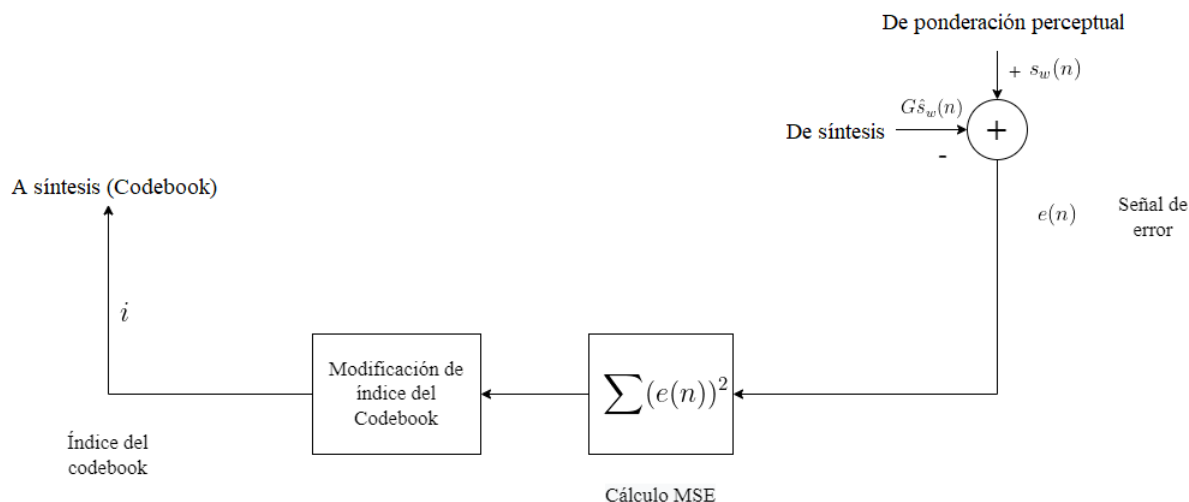 De ponderación perceptual
+ s_w(n)
Gŝ_w(n)
De síntesis
+
-
A síntesis (Codebook)
e(n)
Señal de
error
i
Modificación de
índice del
Codebook
∑(e(n))²
Índice del
codebook
Cálculo MSE